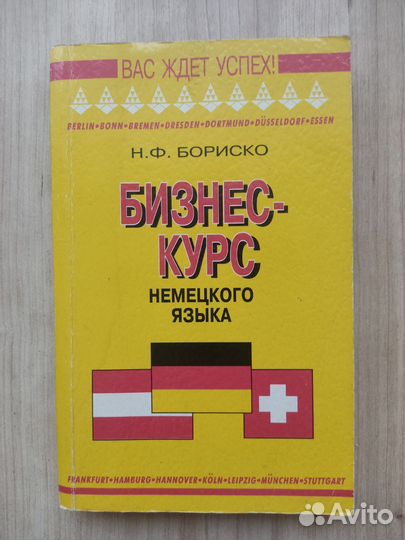 ВАС ЖДЕТ УСПЕХ!
BERLIN•BONN•BREMEN•DRESDEN•DORTMUND•DÜSSELDORF•ESSEN
Н.Ф. БОРИСКО
БИЗНЕС-
КУРС
НЕМЕЦКОГО
ЯЗЫКА
FRANKFURT•HAMBURG•HANNOVER•KÖLN•LEIPZIG•MÜNCHEN•STUTTGART
Avito